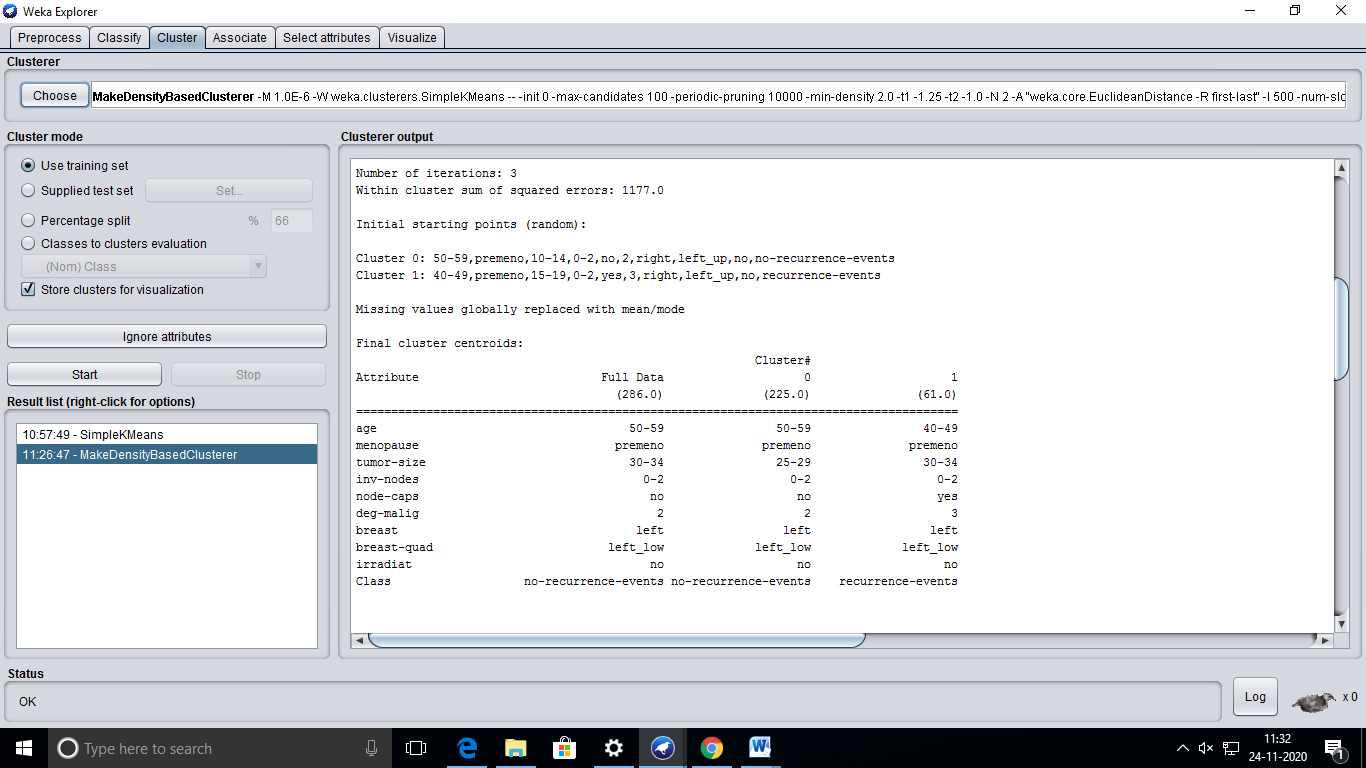 Weka Explorer
Preprocess Classify Cluster Associate Select attributes Visualize
Clusterer
Choose MakeDensityBasedClusterer -M 1.0E-6 -W weka.clusterers.SimpleKMeans -- -init 0 -max-candidates 100 -periodic-pruning 10000 -min-density 2.0 -t1 -1.25 -t2 -1.0 -N 2 -A "weka.core.EuclideanDistance -R first-last" -I 500 -num-slo
Cluster mode
Use training set
Supplied test set Set...
Percentage split % 66
Classes to clusters evaluation
(Nom) Class
Store clusters for visualization
Ignore attributes
Start Stop
Result list (right-click for options)
10:57:49 - SimpleKMeans
11:26:47 - MakeDensityBasedClusterer
Clusterer output
Number of iterations: 3
Within cluster sum of squared errors: 1177.0
Initial starting points (random):
Cluster 0: 50-59,premeno,10-14,0-2,no,2,right,left_up,no,no-recurrence-events
Cluster 1: 40-49,premeno,15-19,0-2,yes,3,right,left_up,no,recurrence-events
Missing values globally replaced with mean/mode
Final cluster centroids:
Cluster#
Attribute Full Data 0 1
(286.0) (225.0) (61.0)
======================================================================================
age 50-59 50-59 40-49
menopause premeno premeno premeno
tumor-size 30-34 25-29 30-34
inv-nodes 0-2 0-2 0-2
node-caps no no yes
deg-malig 2 2 3
breast left left left
breast-quad left_low left_low left_low
irradiat no no no
Class no-recurrence-events no-recurrence-events recurrence-events
Status
OK
Log x 0
Type here to search
11:32
24-11-2020
1